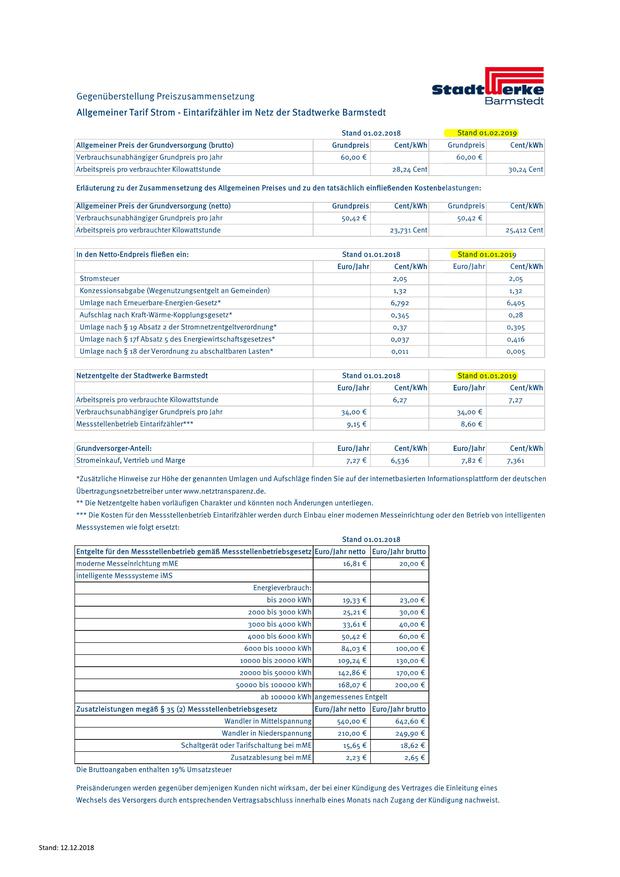 Stadtwerke
Barmstedt
Gegenüberstellung Preiszusammensetzung
Allgemeiner Tarif Strom - Eintarifzähler im Netz der Stadtwerke Barmstedt
Stand 01.02.2018 Stand 01.02.2019
Allgemeiner Preis der Grundversorgung (brutto) Grundpreis Cent/kWh Grundpreis Cent/kWh
Verbrauchsunabhängiger Grundpreis pro Jahr 60,00 € 60,00 €
Arbeitspreis pro verbrauchter Kilowattstunde 28,24 Cent 30,24 Cent
Erläuterung zu der Zusammensetzung des Allgemeinen Preises und zu den tatsächlich einfließenden Kostenbelastungen:
Allgemeiner Preis der Grundversorgung (netto) Grundpreis Cent/kWh Grundpreis Cent/kWh
Verbrauchsunabhängiger Grundpreis pro Jahr 50,42 € 50,42 €
Arbeitspreis pro verbrauchter Kilowattstunde 23,731 Cent 25,412 Cent
In den Netto-Endpreis fließen ein: Stand 01.01.2018 Stand 01.01.2019
Euro/Jahr Cent/kWh Euro/Jahr Cent/kWh
Stromsteuer 2,05 2,05
Konzessionsabgabe (Wegenutzungsentgelt an Gemeinden) 1,32 1,32
Umlage nach Erneuerbare-Energien-Gesetz* 6,792 6,405
Aufschlag nach Kraft-Wärme-Kopplungsgesetz* 0,345 0,28
Umlage nach § 19 Absatz 2 der Stromnetzentgeltverordnung* 0,37 0,305
Umlage nach § 17f Absatz 5 des Energiewirtschaftsgesetzes* 0,037 0,416
Umlage nach § 18 der Verordnung zu abschaltbaren Lasten* 0,011 0,005
Netzentgelte der Stadtwerke Barmstedt Stand 01.01.2018 Stand 01.01.2019
Euro/Jahr Cent/kWh Euro/Jahr Cent/kWh
Arbeitspreis pro verbrauchte Kilowattstunde 6,27 7,27
Verbrauchsunabhängiger Grundpreis pro Jahr 34,00 € 34,00 €
Messstellenbetrieb Eintarifzähler*** 9,15 € 8,60 €
Grundversorger-Anteil: Euro/Jahr Cent/kWh Euro/Jahr Cent/kWh
Stromeinkauf, Vertrieb und Marge 7,27 € 6,536 7,82 € 7,361
*Zusätzliche Hinweise zur Höhe der genannten Umlagen und Aufschläge finden Sie auf der internetbasierten Informationsplattform der deutschen
Übertragungsnetzbetreiber unter www.netztransparenz.de.
** Die Netzentgelte haben vorläufigen Charakter und könnten noch Änderungen unterliegen.
*** Die Kosten für den Messstellenbetrieb Eintarifzähler werden durch Einbau einer modernen Messeinrichtung oder den Betrieb von intelligenten
Messsystemen wie folgt ersetzt:
Stand 01.01.2018
Entgelte für den Messstellenbetrieb gemäß Messstellenbetriebsgesetz Euro/Jahr netto Euro/Jahr brutto
moderne Messeinrichtung mME 16,81 € 20,00 €
intelligente Messsysteme iMS
Energieverbrauch:
bis 2000 kWh 19,33 € 23,00 €
2000 bis 3000 kWh 25,21 € 30,00 €
3000 bis 4000 kWh 33,61 € 40,00 €
4000 bis 6000 kWh 50,42 € 60,00 €
6000 bis 10000 kWh 84,03 € 100,00 €
10000 bis 20000 kWh 109,24 € 130,00 €
20000 bis 50000 kWh 142,86 € 170,00 €
50000 bis 100000 kWh 168,07 € 200,00 €
ab 100000 kWh angemessenes Entgelt
Zusatzleistungen megäß § 35 (2) Messstellenbetriebsgesetz Euro/Jahr netto Euro/Jahr brutto
Wandler in Mittelspannung 540,00 € 642,60 €
Wandler in Niederspannung 210,00 € 249,90 €
Schaltgerät oder Tarifschaltung bei mME 15,65 € 18,62 €
Zusatzablesung bei mME 2,23 € 2,65 €
Die Bruttoangaben enthalten 19% Umsatzsteuer
Preisänderungen werden gegenüber demjenigen Kunden nicht wirksam, der bei einer Kündigung des Vertrages die Einleitung eines
Wechsels des Versorgers durch entsprechenden Vertragsabschluss innerhalb eines Monats nach Zugang der Kündigung nachweist.
Stand: 12.12.2018